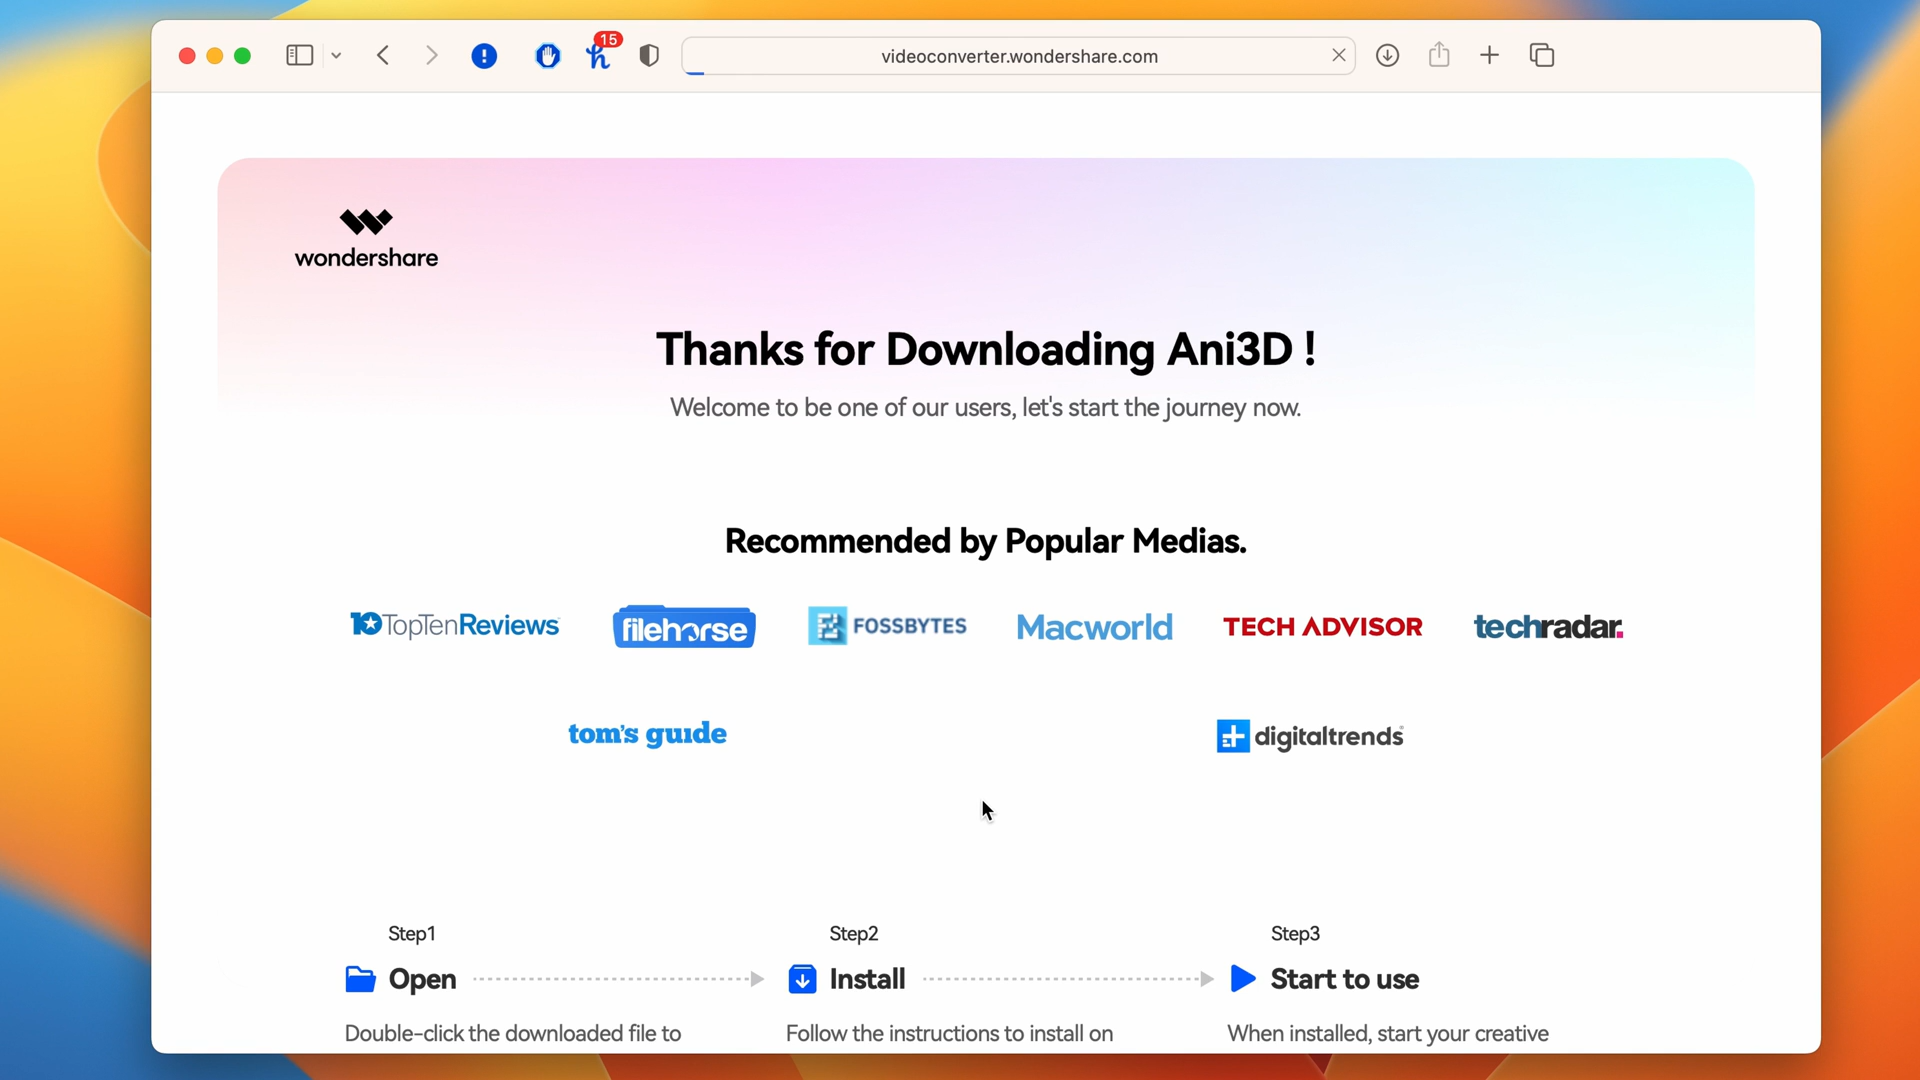 15
videoconverter.wondershare.com
wondershare
Thanks for Downloading Ani3D !
Welcome to be one of our users, let's start the journey now.
Recommended by Popular Medias.
10TopTenReviews
filehorse
FOSSBYTES
Macworld
TECH ADVISOR
techradar.
tom's guide
digitaltrends
Step1
Step2
Step3
Open
Install
Start to use
Double-click the downloaded file to
Follow the instructions to install on
When installed, start your creative